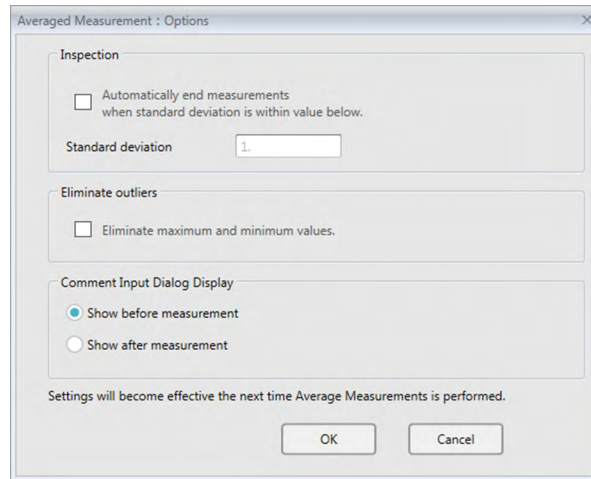 Averaged Measurement : Options
Inspection
Automatically end measurements
when standard deviation is within value below.
Standard deviation 1.
Eliminate outliers
Eliminate maximum and minimum values.
Comment Input Dialog Display
Show before measurement
Show after measurement
Settings will become effective the next time Average Measurements is performed.
OK Cancel